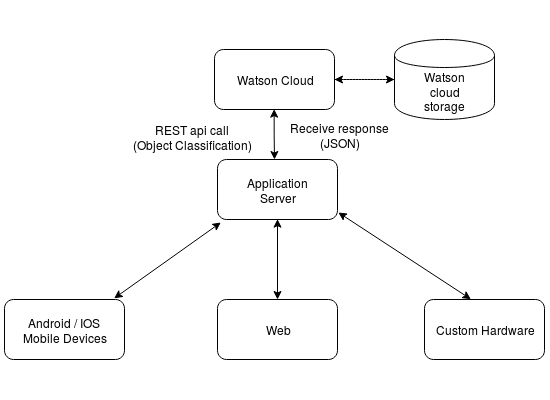 Watson Cloud
Watson
cloud
storage
REST api call
(Object Classification)
Receive response
(JSON)
Application
Server
Android / IOS
Mobile Devices
Web
Custom Hardware